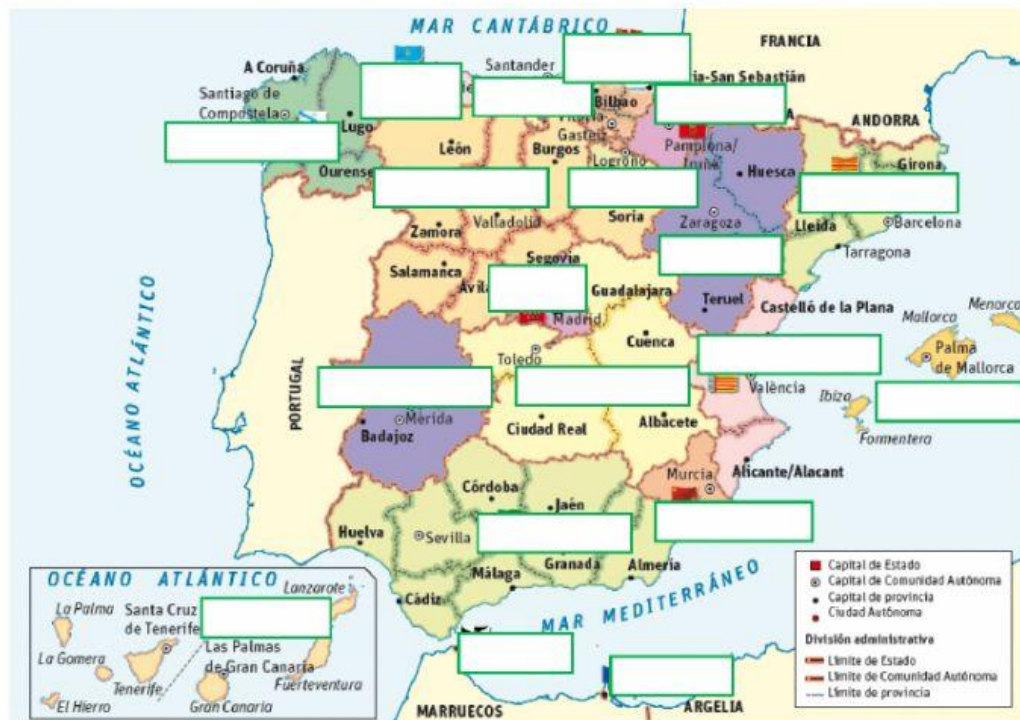 MAR CANTÁBRICO
FRANCIA
A Coruña
Santander
Santiago de
Compostela
Lugo
Bilbao
ria-San Sebastián
Vitoria
Gasteiz
Pamplona/
Iruña
ANDORRA
León
Burgos
Logroño
Huesca
Girona
Ourense
Zamora
Valladolid
Soria
Zaragoza
Lleida
Barcelona
Tarragona
Salamanca
Segovia
Ávila
Guadalajara
Teruel
Castelló de la Plana
Menorca
Mallorca
Madrid
Cuenca
Palma
de Mallorca
Toledo
OCÉANO ATLÁNTICO
PORTUGAL
València
Ibiza
Formentera
Mérida
Badajoz
Ciudad Real
Albacete
Alicante/Alacant
Murcia
Córdoba
Jaén
Huelva
Sevilla
Granada
Almería
Málaga
Cádiz
MAR MEDITERRÁNEO
OCÉANO ATLÁNTICO
Lanzarote
La Palma
Santa Cruz
de Tenerife
La Gomera
Las Palmas
de Gran Canaria
Tenerife
Fuerteventura
El Hierro
Gran Canaria
MARRUECOS
ARGELIA
Capital de Estado
Capital de Comunidad Autónoma
Capital de provincia
Ciudad Autónoma
División administrativa
Límite de Estado
Límite de Comunidad Autónoma
Límite de provincia